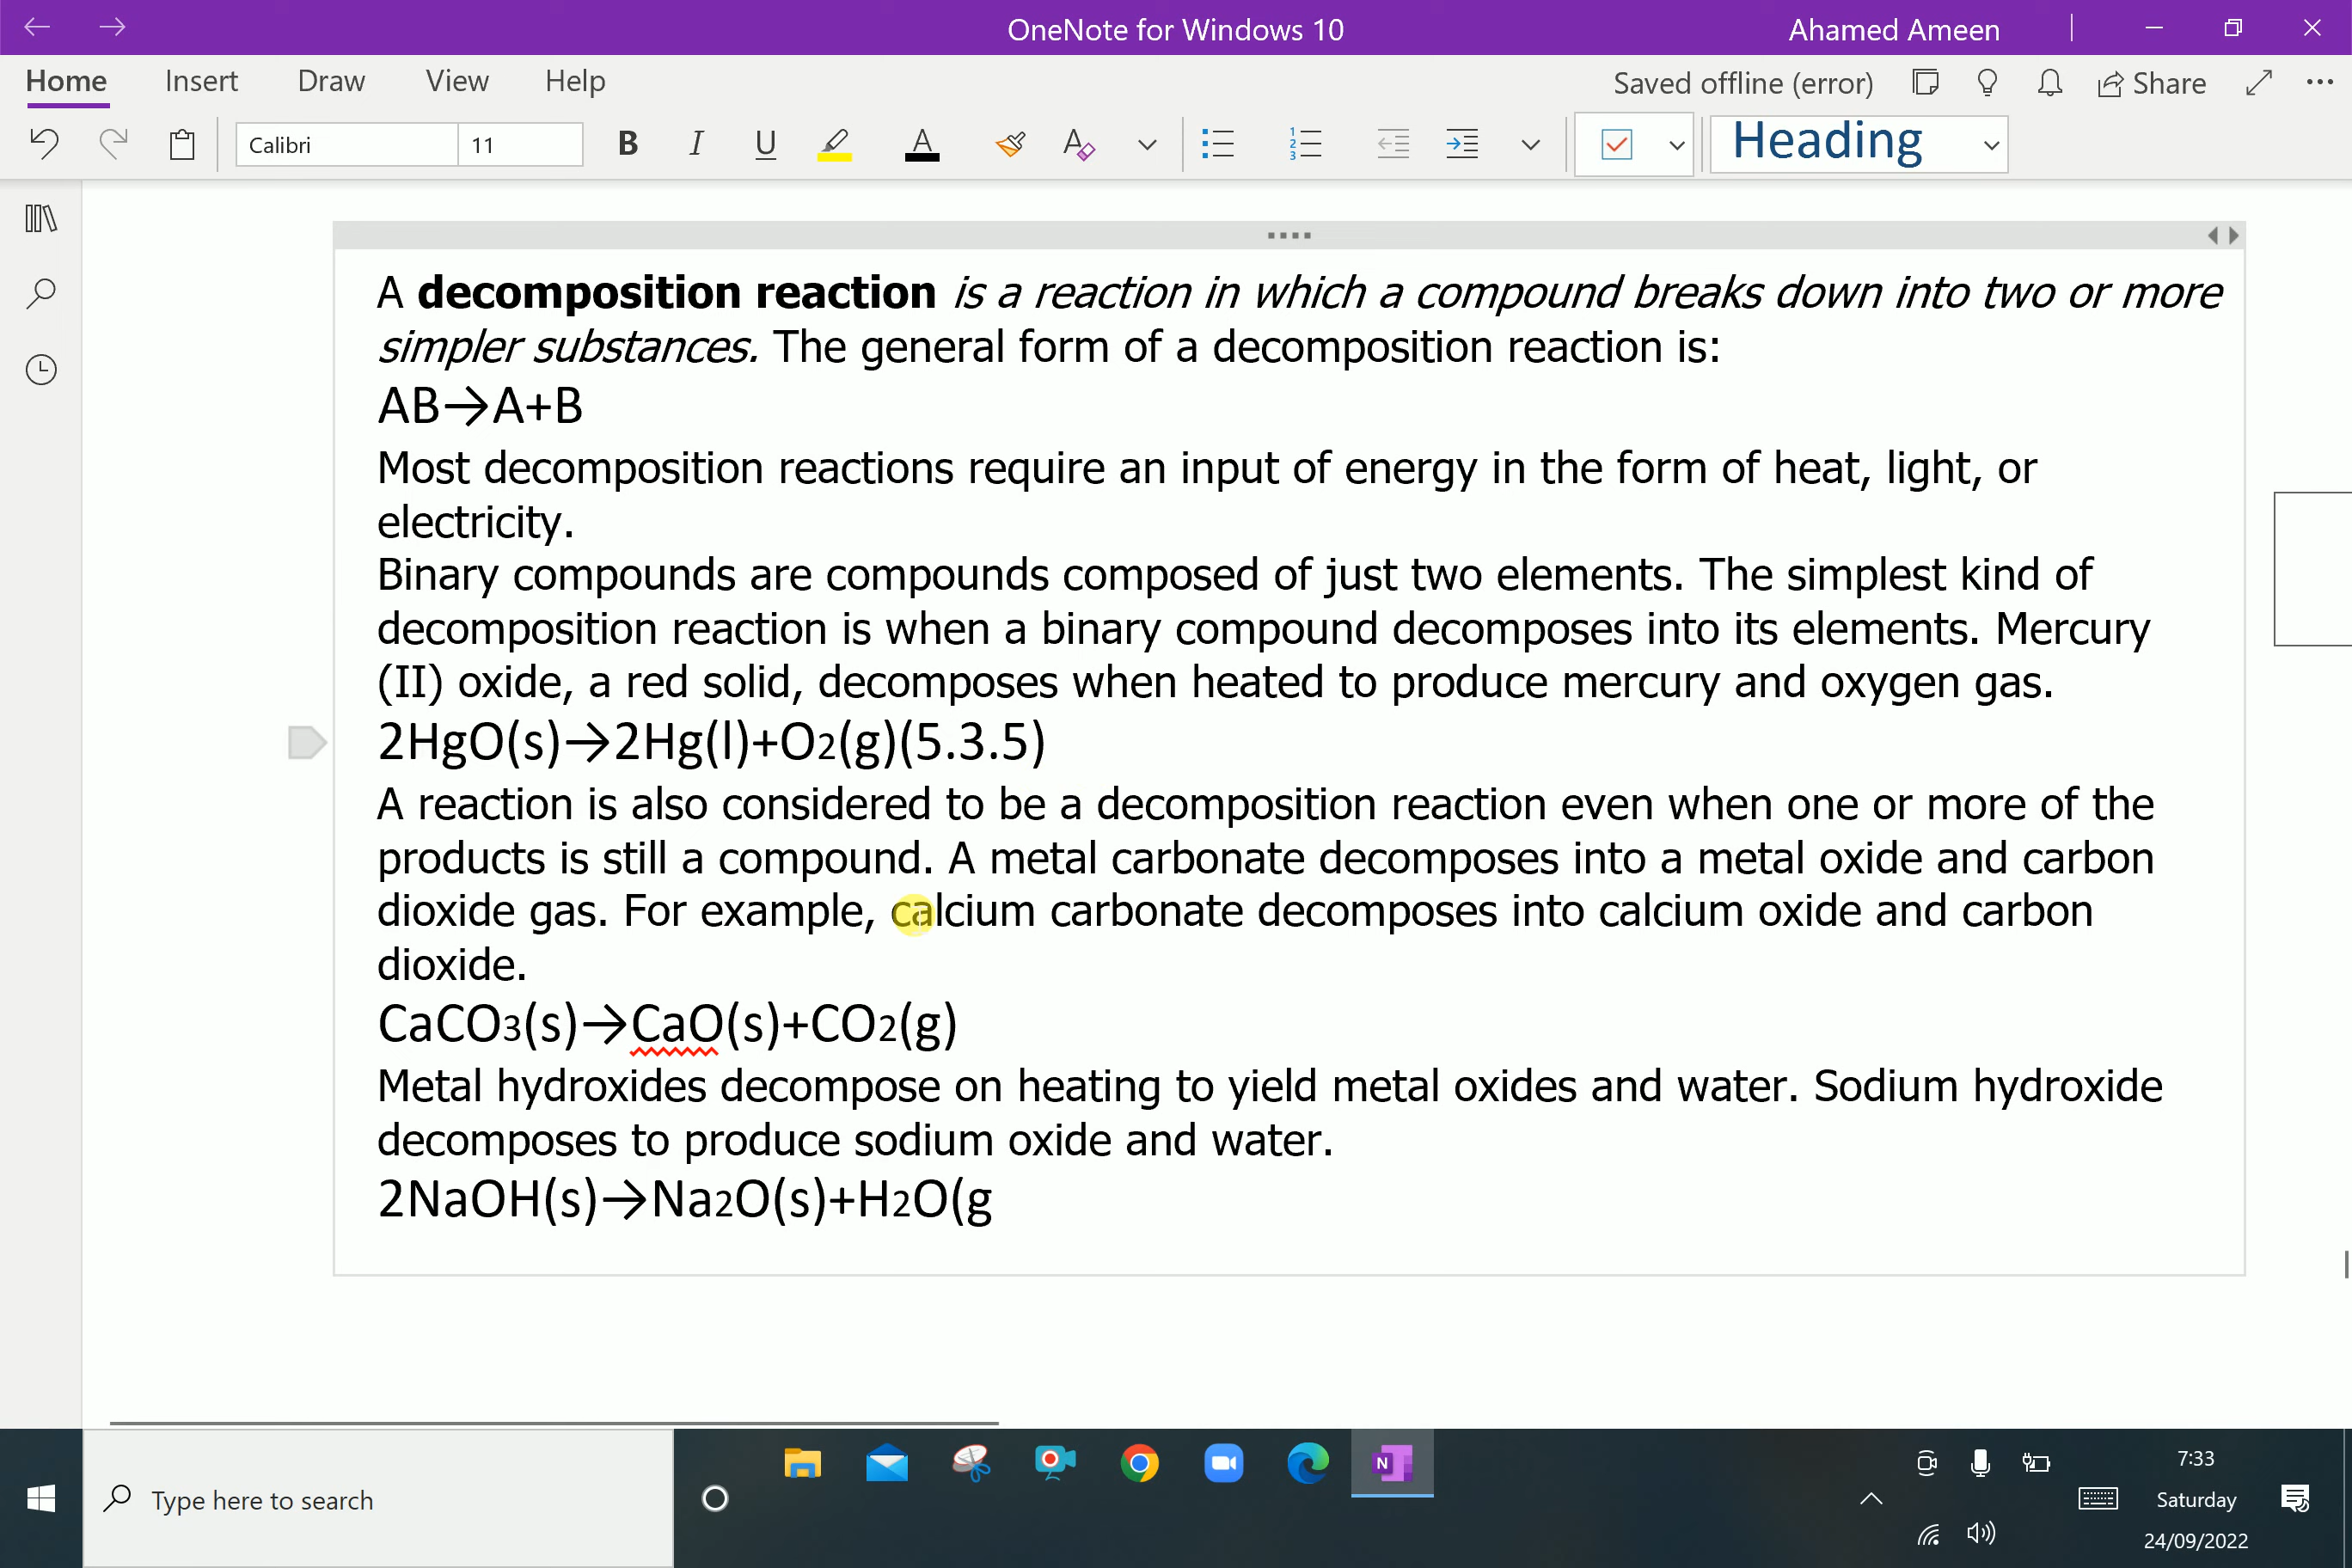 OneNote for Windows 10
Ahamed Ameen
Home Insert Draw View Help
Saved offline (error) Share
Calibri 11 B I U A A Heading
A decomposition reaction is a reaction in which a compound breaks down into two or more
simpler substances. The general form of a decomposition reaction is:
AB→A+B
Most decomposition reactions require an input of energy in the form of heat, light, or
electricity.
Binary compounds are compounds composed of just two elements. The simplest kind of
decomposition reaction is when a binary compound decomposes into its elements. Mercury
(II) oxide, a red solid, decomposes when heated to produce mercury and oxygen gas.
2HgO(s)→2Hg(l)+O2(g)(5.3.5)
A reaction is also considered to be a decomposition reaction even when one or more of the
products is still a compound. A metal carbonate decomposes into a metal oxide and carbon
dioxide gas. For example, calcium carbonate decomposes into calcium oxide and carbon
dioxide.
CaCO3(s)→CaO(s)+CO2(g)
Metal hydroxides decompose on heating to yield metal oxides and water. Sodium hydroxide
decomposes to produce sodium oxide and water.
2NaOH(s)→Na2O(s)+H2O(g
Type here to search
N
7:33
Saturday
24/09/2022